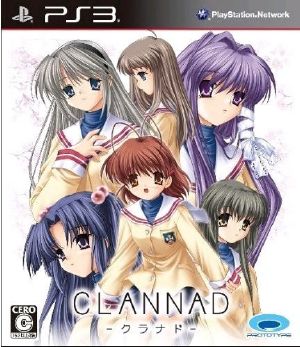 PS3
PlayStation Network
CLANNAD
-クラナド-
CERO
C
PROTOTYPE